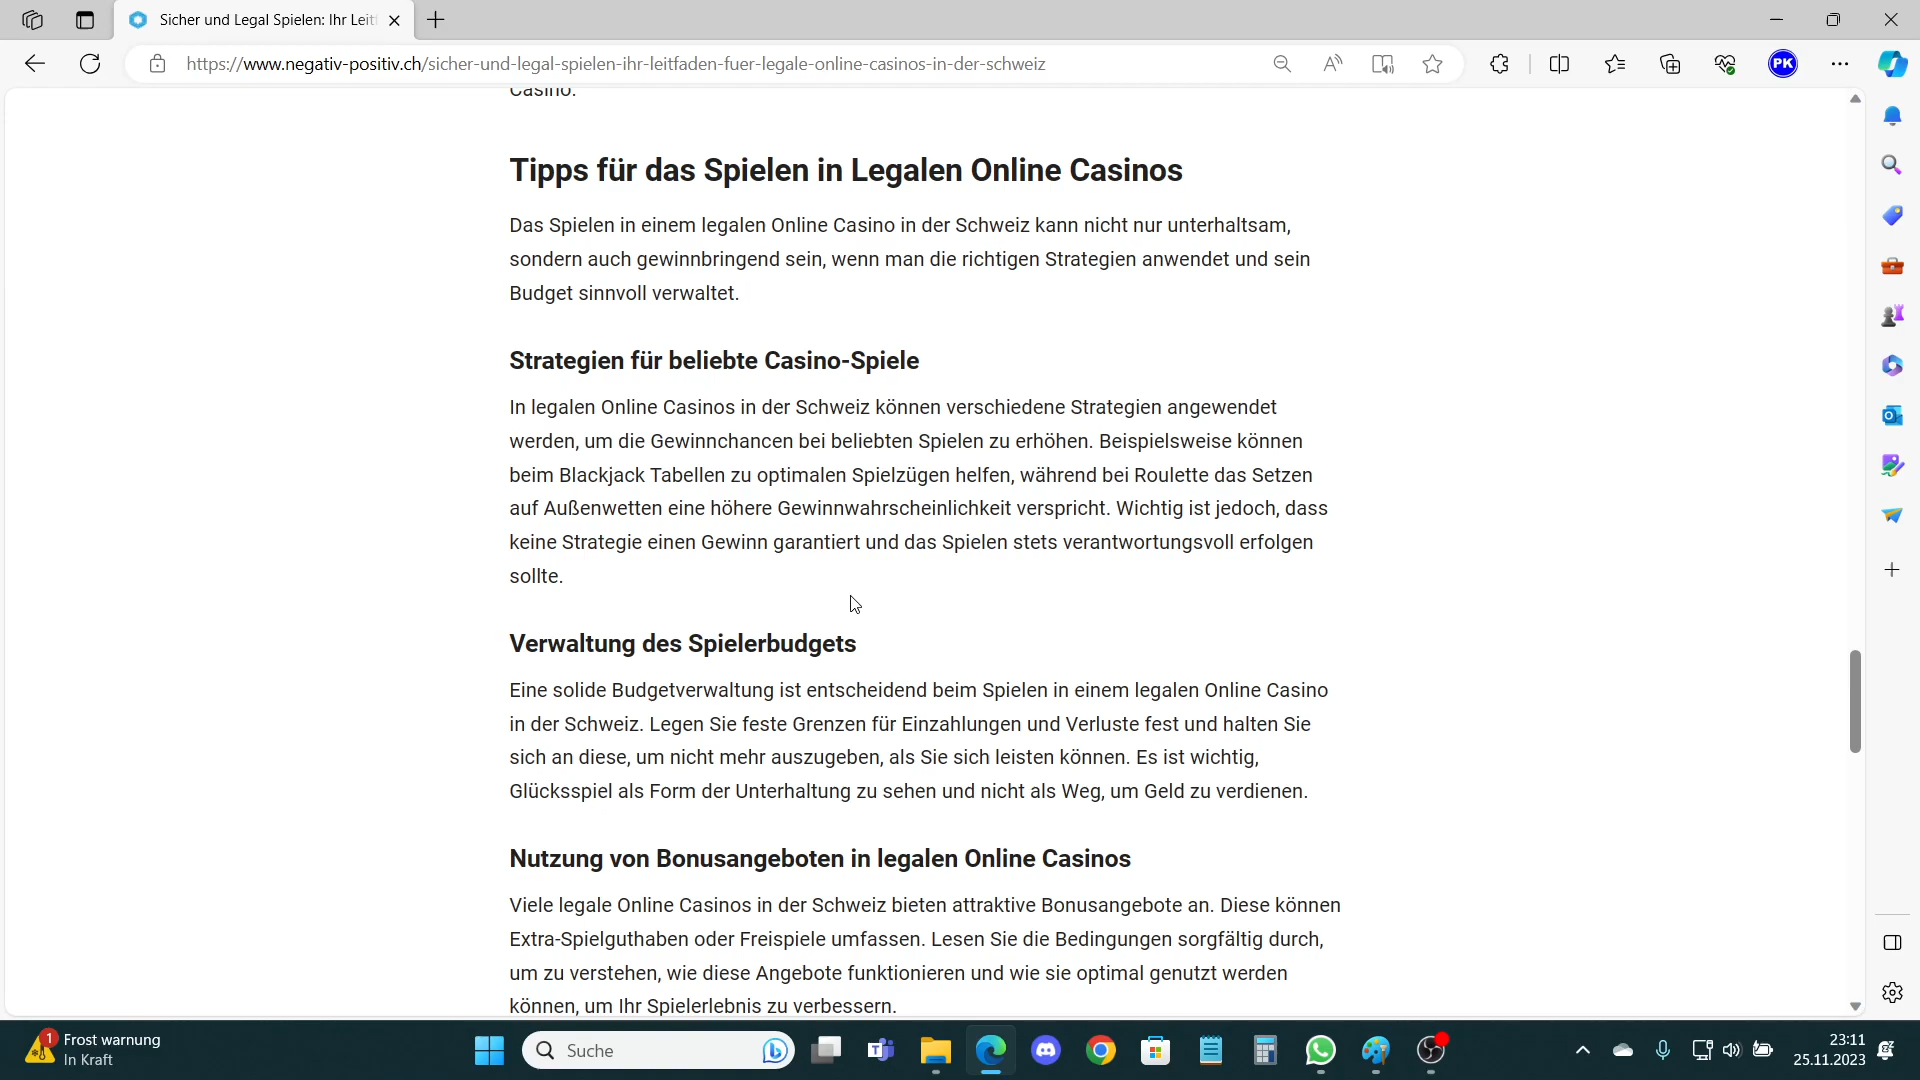 Sicher und Legal Spielen: Ihr Leit
https://www.negativ-positiv.ch/sicher-und-legal-spielen-ihr-leitfaden-fuer-legale-online-casinos-in-der-schweiz
PK
Casino.
Tipps für das Spielen in Legalen Online Casinos
Das Spielen in einem legalen Online Casino in der Schweiz kann nicht nur unterhaltsam,
sondern auch gewinnbringend sein, wenn man die richtigen Strategien anwendet und sein
Budget sinnvoll verwaltet.
Strategien für beliebte Casino-Spiele
In legalen Online Casinos in der Schweiz können verschiedene Strategien angewendet
werden, um die Gewinnchancen bei beliebten Spielen zu erhöhen. Beispielsweise können
beim Blackjack Tabellen zu optimalen Spielzügen helfen, während bei Roulette das Setzen
auf Außenwetten eine höhere Gewinnwahrscheinlichkeit verspricht. Wichtig ist jedoch, dass
keine Strategie einen Gewinn garantiert und das Spielen stets verantwortungsvoll erfolgen
sollte.
Verwaltung des Spielerbudgets
Eine solide Budgetverwaltung ist entscheidend beim Spielen in einem legalen Online Casino
in der Schweiz. Legen Sie feste Grenzen für Einzahlungen und Verluste fest und halten Sie
sich an diese, um nicht mehr auszugeben, als Sie sich leisten können. Es ist wichtig,
Glücksspiel als Form der Unterhaltung zu sehen und nicht als Weg, um Geld zu verdienen.
Nutzung von Bonusangeboten in legalen Online Casinos
Viele legale Online Casinos in der Schweiz bieten attraktive Bonusangebote an. Diese können
Extra-Spielguthaben oder Freispiele umfassen. Lesen Sie die Bedingungen sorgfältig durch,
um zu verstehen, wie diese Angebote funktionieren und wie sie optimal genutzt werden
können, um Ihr Spielerlebnis zu verbessern.
1
Frost warnung
In Kraft
Suche
23:11
25.11.2023